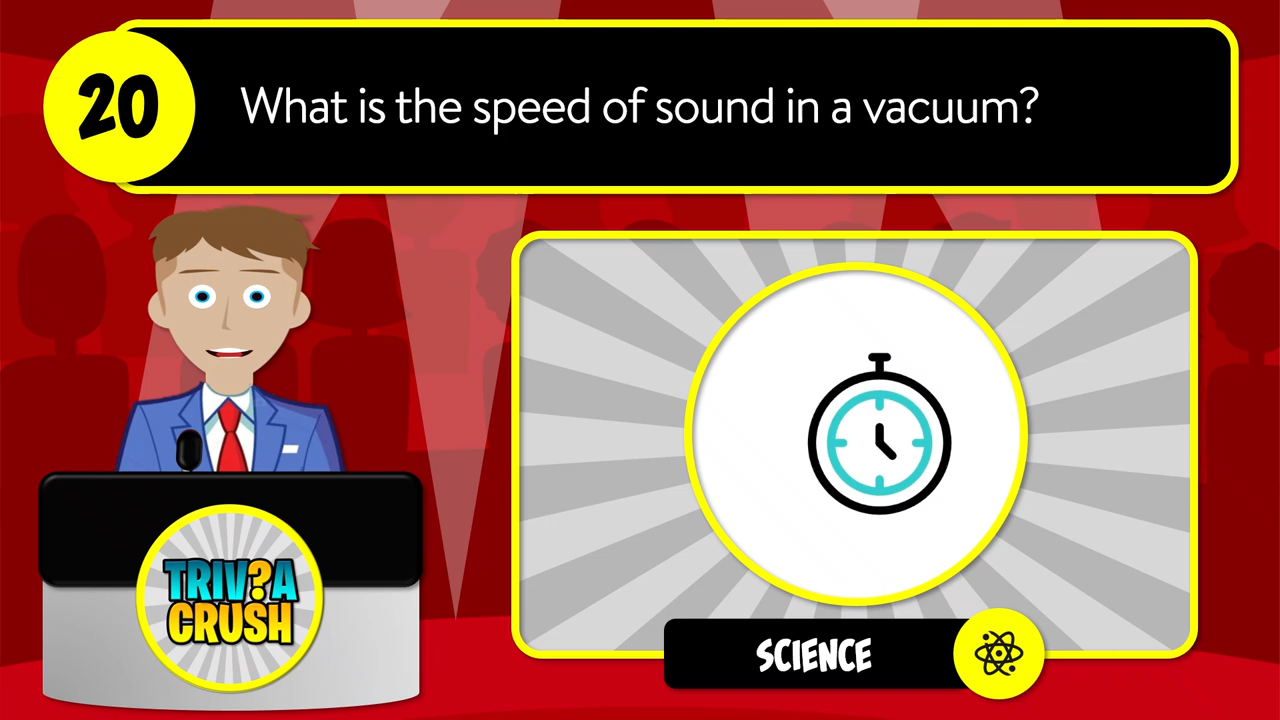 20
What is the speed of sound in a vacuum?
TRIV?A
CRUSH
SCIENCE